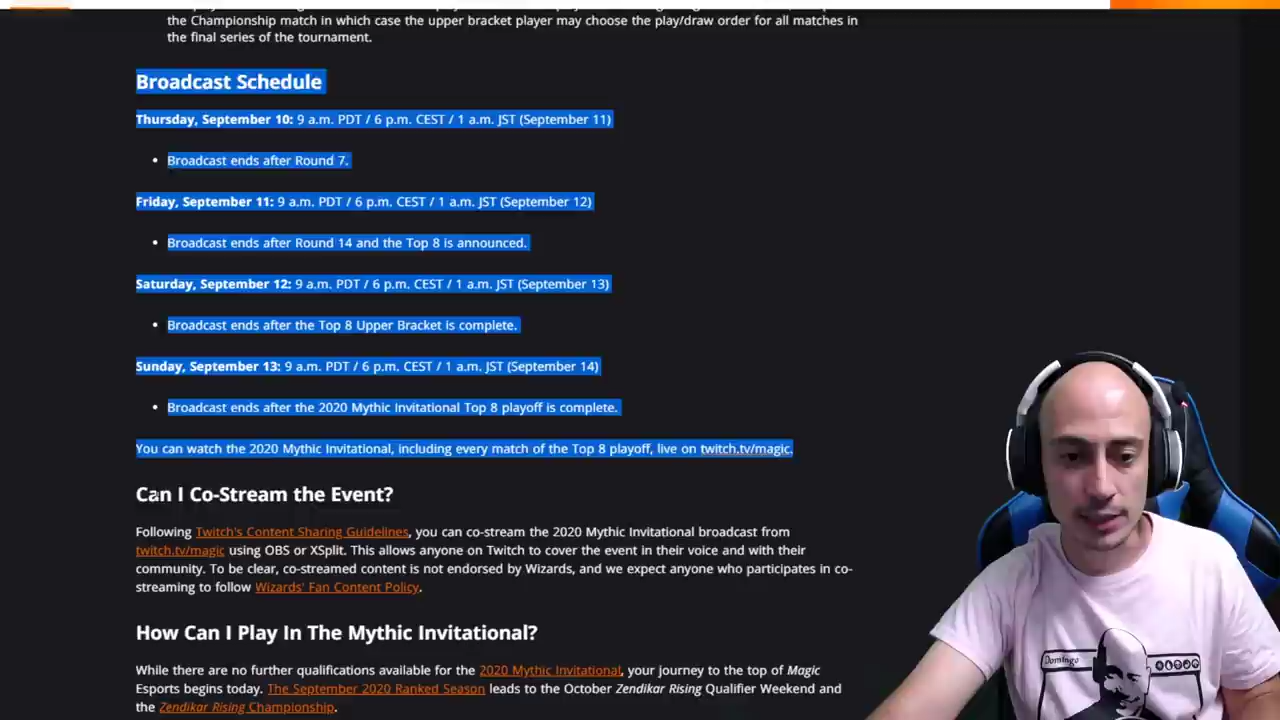 the Championship match in which case the upper bracket player may choose the play/draw order for all matches in
the final series of the tournament.
Broadcast Schedule
Thursday, September 10: 9 a.m. PDT / 6 p.m. CEST / 1 a.m. JST (September 11)
• Broadcast ends after Round 7.
Friday, September 11: 9 a.m. PDT / 6 p.m. CEST / 1 a.m. JST (September 12)
• Broadcast ends after Round 14 and the Top 8 is announced.
Saturday, September 12: 9 a.m. PDT / 6 p.m. CEST / 1 a.m. JST (September 13)
• Broadcast ends after the Top 8 Upper Bracket is complete.
Sunday, September 13: 9 a.m. PDT / 6 p.m. CEST / 1 a.m. JST (September 14)
• Broadcast ends after the 2020 Mythic Invitational Top 8 playoff is complete.
You can watch the 2020 Mythic Invitational, including every match of the Top 8 playoff, live on twitch.tv/magic.
Can I Co-Stream the Event?
Following Twitch's Content Sharing Guidelines, you can co-stream the 2020 Mythic Invitational broadcast from
twitch.tv/magic using OBS or XSplit. This allows anyone on Twitch to cover the event in their voice and with their
community. To be clear, co-streamed content is not endorsed by Wizards, and we expect anyone who participates in co-
streaming to follow Wizards' Fan Content Policy.
How Can I Play In The Mythic Invitational?
While there are no further qualifications available for the 2020 Mythic Invitational, your journey to the top of Magic
Esports begins today. The September 2020 Ranked Season leads to the October Zendikar Rising Qualifier Weekend and
the Zendikar Rising Championship.
Domingo